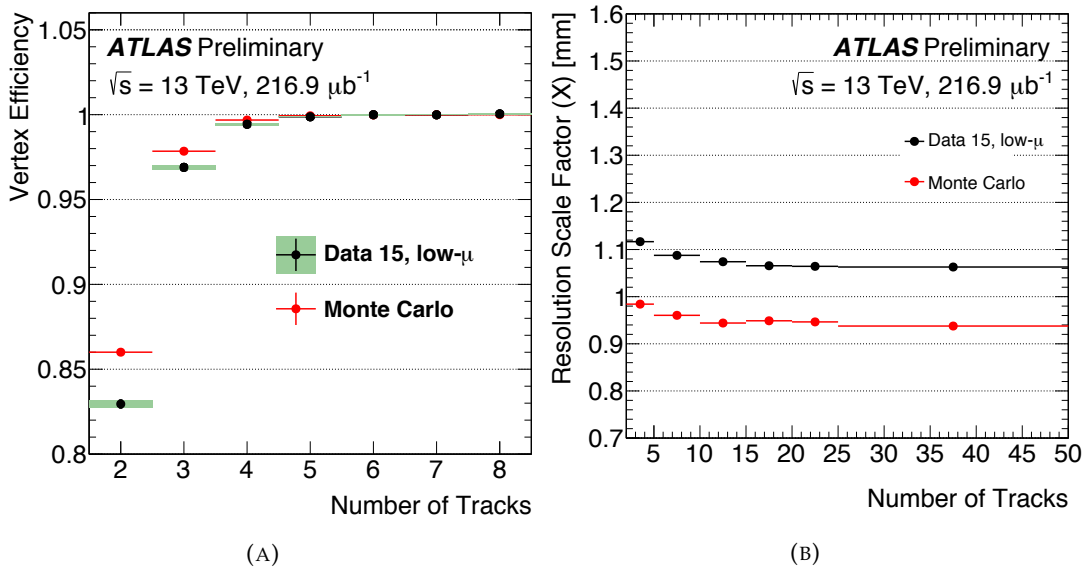 1.05
1
0.95
0.9
0.85
0.8
Vertex Efficiency
ATLAS Preliminary
√s = 13 TeV, 216.9 μb⁻¹
Data 15, low-μ
Monte Carlo
2 3 4 5 6 7 8
Number of Tracks
(A)
1.6
1.5
1.4
1.3
1.2
1.1
1
0.9
0.8
0.7
Resolution Scale Factor (X) [mm]
ATLAS Preliminary
√s = 13 TeV, 216.9 μb⁻¹
Data 15, low-μ
Monte Carlo
5 10 15 20 25 30 35 40 45 50
Number of Tracks
(B)